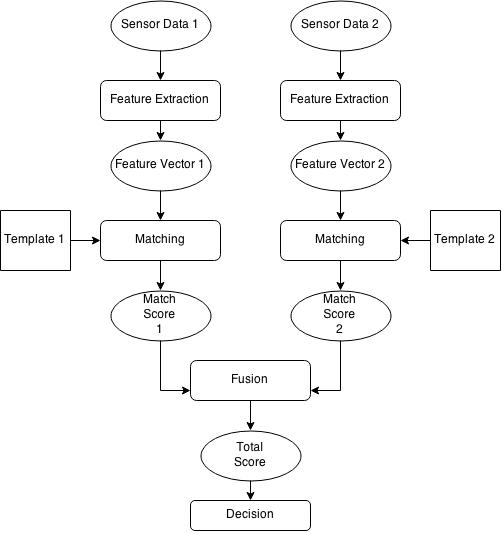 Sensor Data 1
Sensor Data 2
Feature Extraction
Feature Extraction
Feature Vector 1
Feature Vector 2
Template 1
Matching
Matching
Template 2
Match
Score
1
Match
Score
2
Fusion
Total
Score
Decision